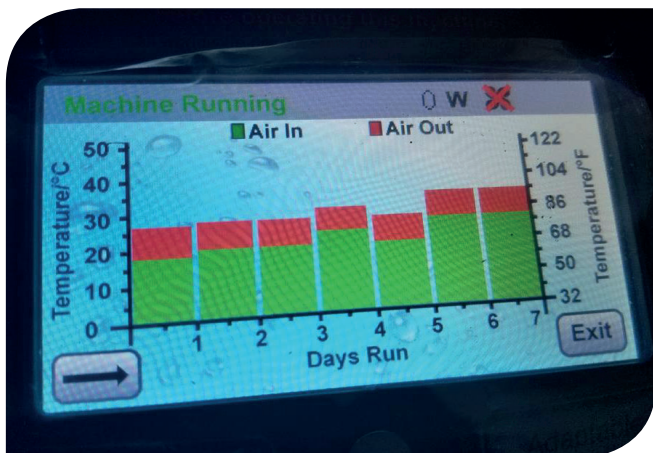 Machine Running 0 W
Air In Air Out
Temperature/°C
50
40
30
20
10
0
122
104
86
68
50
32
Temperature/°F
1 2 3 4 5 6 7
Days Run
Exit
Adaptable